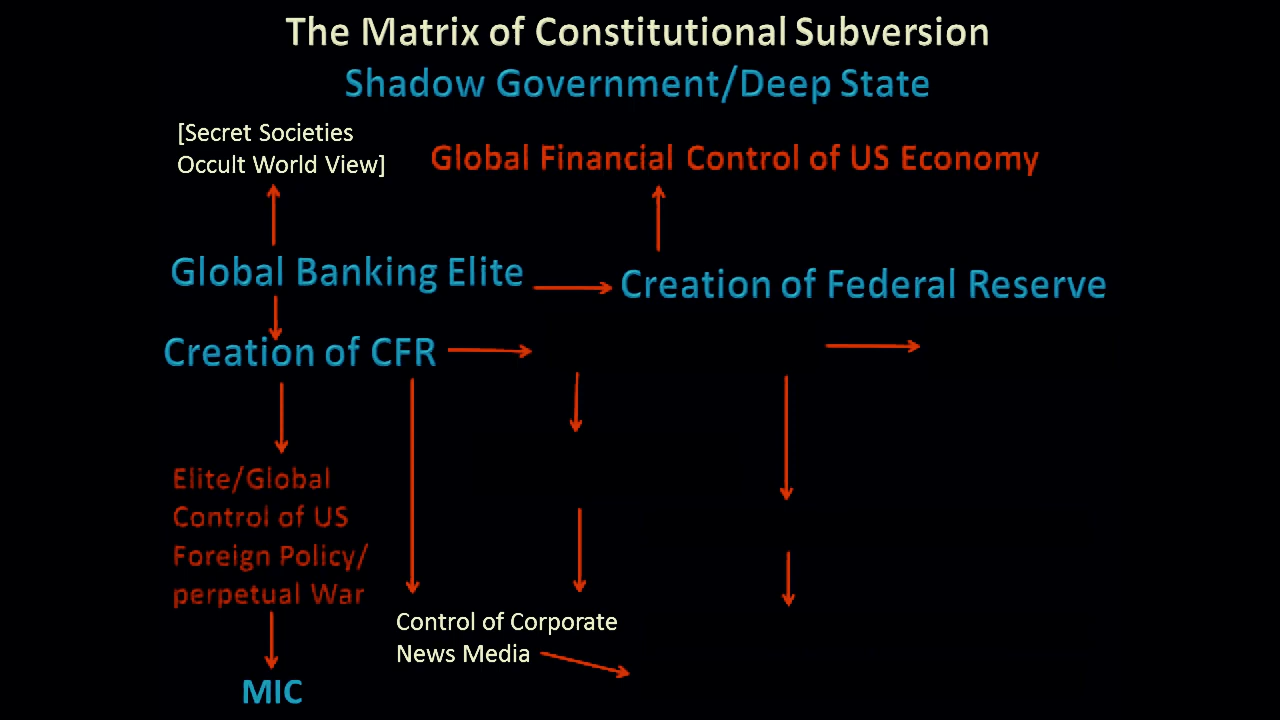 The Matrix of Constitutional Subversion
Shadow Government/Deep State
[Secret Societies
Occult World View]
Global Financial Control of US Economy
Global Banking Elite
Creation of Federal Reserve
Creation of CFR
Elite/Global
Control of US
Foreign Policy/
perpetual War
Control of Corporate
News Media
MIC